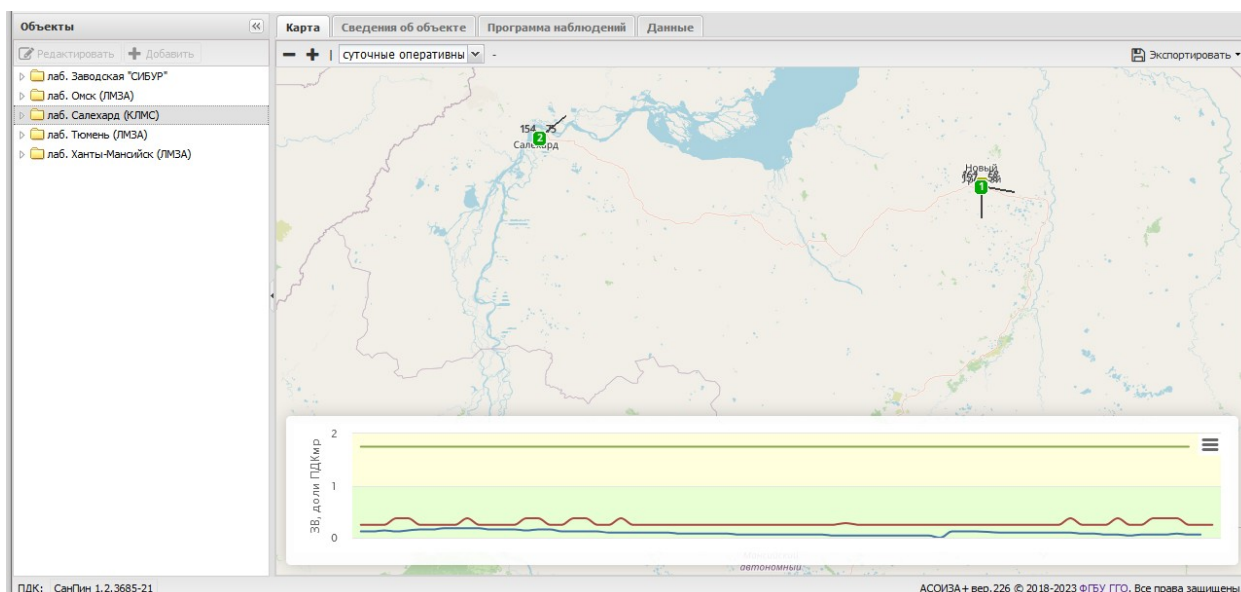 Объекты
Карта Сведения об объекте Программа наблюдений Данные
Редактировать Добавить
суточные оперативны - Экспортировать
лаб. Заводская "СИБУР"
лаб. Омск (ЛМЗА)
лаб. Салехард (КЛМС)
лаб. Тюмень (ЛМЗА)
лаб. Ханты-Мансийск (ЛМЗА)
154 75
2
Салехард
Новый
1
ЗВ, доли ПДКмр
2
1
0
автономный
ПДК: СанПин 1.2.3685-21 АСОИЗА+ вер.226 © 2018-2023 ФГБУ ГГО. Все права защищены